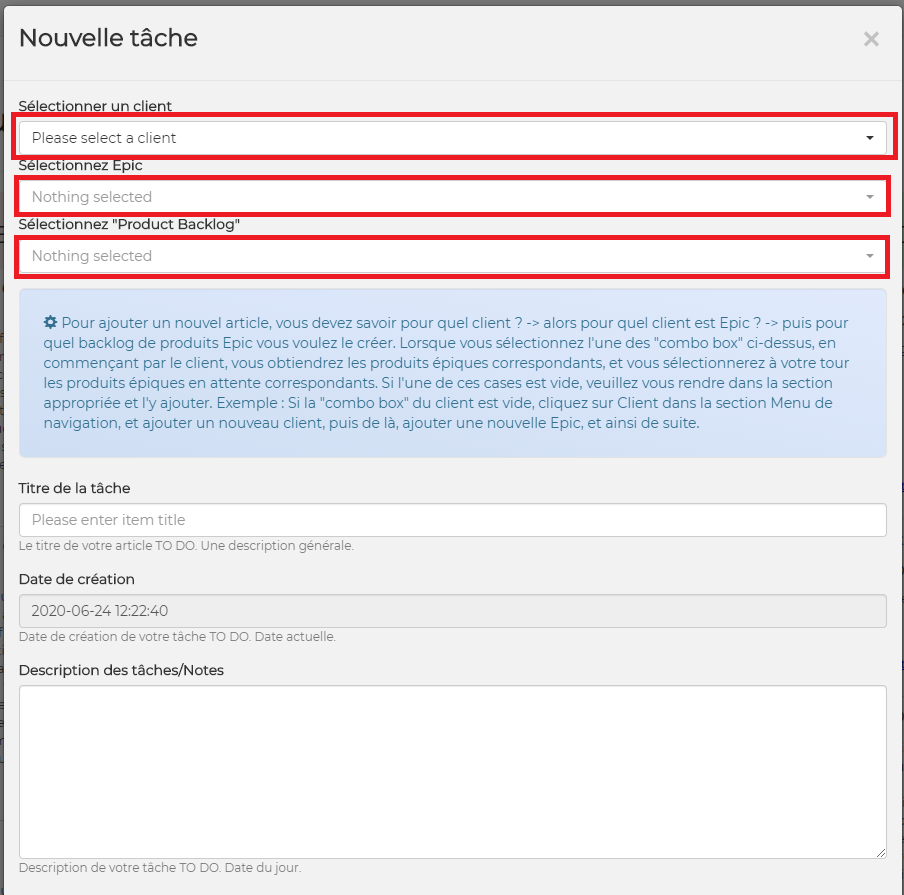 Nouvelle tâche
×
Sélectionner un client
Please select a client
Sélectionnez Epic
Nothing selected
Sélectionnez "Product Backlog"
Nothing selected
Pour ajouter un nouvel article, vous devez savoir pour quel client ? -> alors pour quel client est Epic ? -> puis pour
quel backlog de produits Epic vous voulez le créer. Lorsque vous sélectionnez l'une des "combo box" ci-dessus, en
commençant par le client, vous obtiendrez les produits épiques correspondants, et vous sélectionnerez à votre tour
les produits épiques en attente correspondants. Si l'une de ces cases est vide, veuillez vous rendre dans la section
appropriée et l'y ajouter. Exemple : Si la "combo box" du client est vide, cliquez sur Client dans la section Menu de
navigation, et ajouter un nouveau client, puis de là, ajouter une nouvelle Epic, et ainsi de suite.
Titre de la tâche
Please enter item title
Le titre de votre article TO DO. Une description générale.
Date de création
2020-06-24 12:22:40
Date de création de votre tâche TO DO. Date actuelle.
Description des tâches/Notes
Description de votre tâche TO DO. Date du jour.